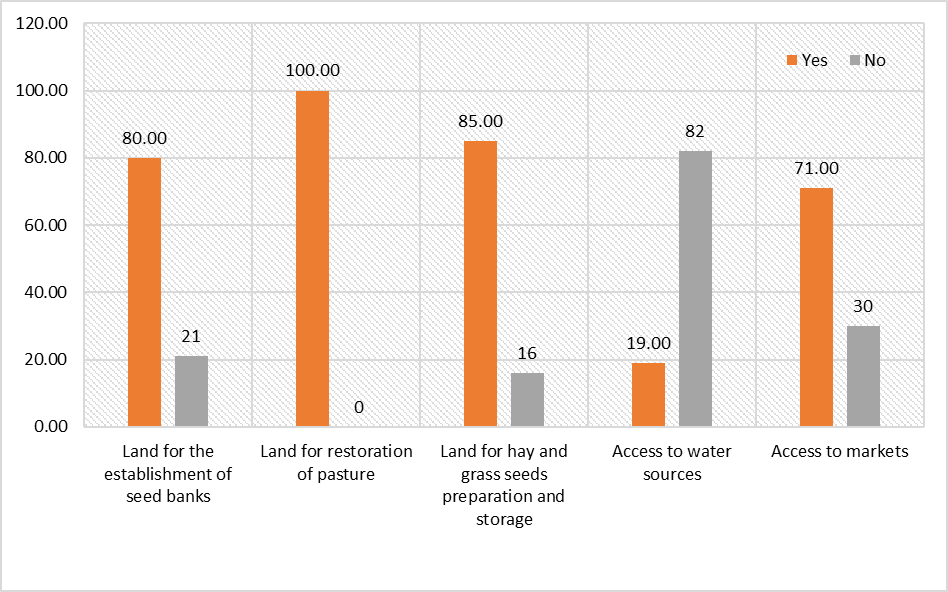 120.00
100.00
80.00
60.00
40.00
20.00
0.00
Yes No
80.00
21
100.00
0
85.00
16
19.00
82
71.00
30
Land for the
establishment of
seed banks
Land for restoration
of pasture
Land for hay and
grass seeds
preparation and
storage
Access to water
sources
Access to markets